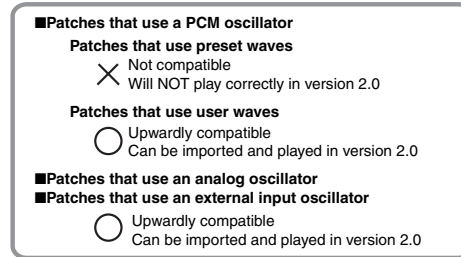 ■Patches that use a PCM oscillator
Patches that use preset waves
Not compatible
Will NOT play correctly in version 2.0
Patches that use user waves
Upwardly compatible
Can be imported and played in version 2.0
■Patches that use an analog oscillator
■Patches that use an external input oscillator
Upwardly compatible
Can be imported and played in version 2.0